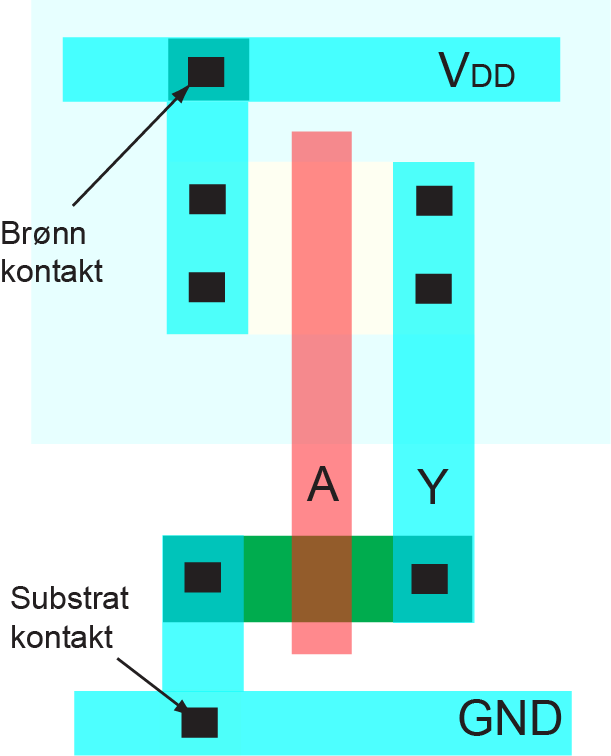 VDD
Brønn
kontakt
A
Y
Substrat
kontakt
GND